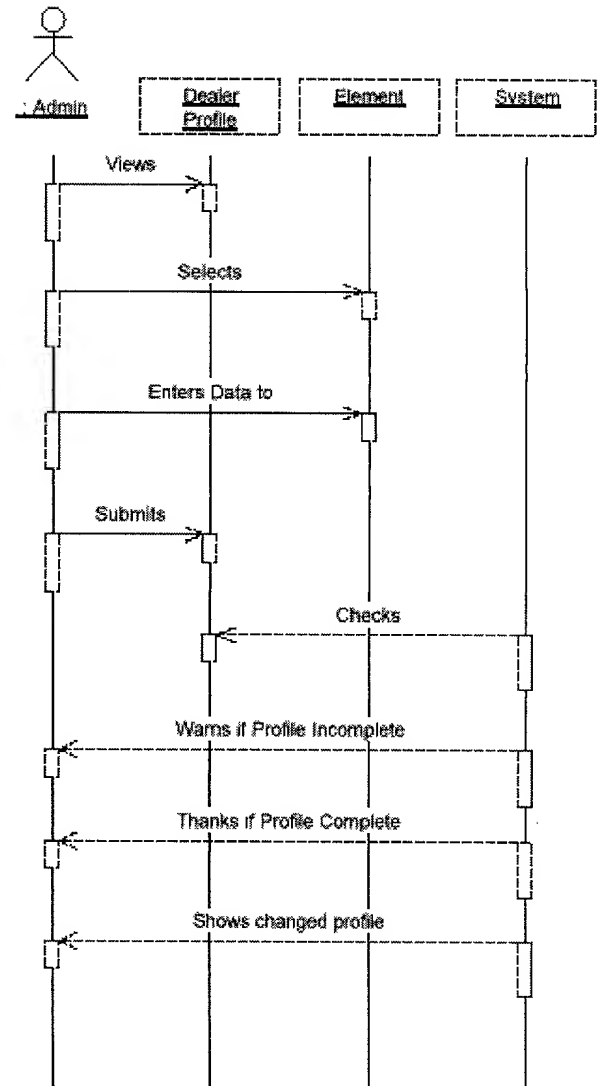 : Admin
Dealer
Profile
Element
System
Views
Selects
Enters Data to
Submits
Checks
Warns if Profile Incomplete
Thanks if Profile Complete
Shows changed profile